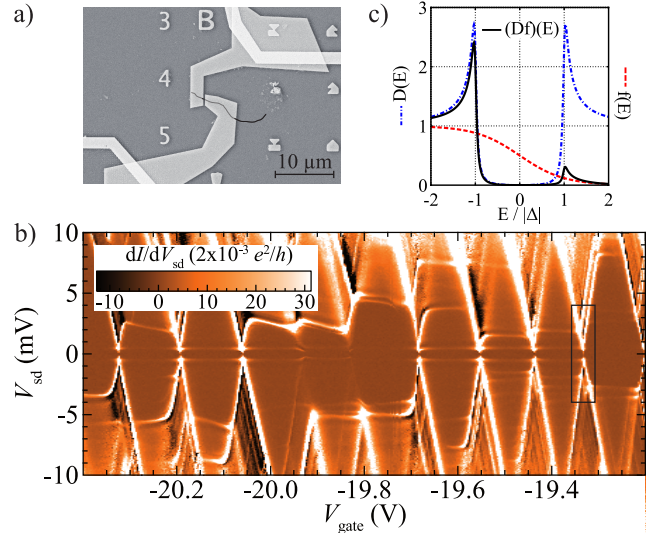 a)
3
B
4
5
10 µm
c)
(Df)(E)
D(E)
f(E)
3
2
1
0
-2 -1 0 1 2
E / |Δ|
b)
dI/dVsd (2x10⁻³ e²/h)
-10 0 10 20 30
Vsd (mV)
10
5
0
-5
-10
-20.2 -20.0 -19.8 -19.6 -19.4
Vgate (V)